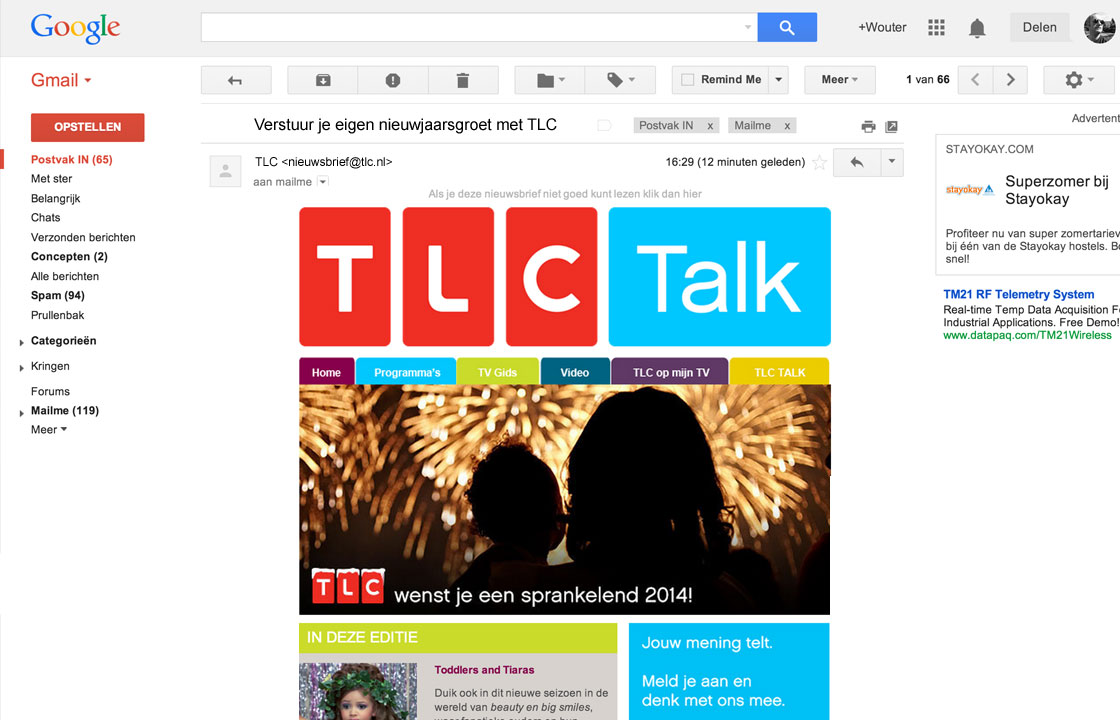 Google
+Wouter
Delen
Gmail
Remind Me
Meer
1 van 66
OPSTELLEN
Postvak IN (65)
Met ster
Belangrijk
Chats
Verzonden berichten
Concepten (2)
Alle berichten
Spam (94)
Prullenbak
Categorieën
Kringen
Forums
Mailme (119)
Meer
Verstuur je eigen nieuwjaarsgroet met TLC
Postvak IN x
Mailme x
TLC <nieuwsbrief@tlc.nl>
16:29 (12 minuten geleden)
aan mailme
Als je deze nieuwsbrief niet goed kunt lezen klik dan hier
TLC Talk
Home
Programma's
TV Gids
Video
TLC op mijn TV
TLC TALK
TLC wenst je een sprankelend 2014!
IN DEZE EDITIE
Toddlers and Tiaras
Duik ook in dit nieuwe seizoen in de
wereld van beauty en big smiles,
Jouw mening telt.
Meld je aan en
denk met ons mee.
Advertent
STAYOKAY.COM
stayokay
Superzomer bij
Stayokay
Profiteer nu van super zomertariev
bij één van de Stayokay hostels. Bo
snel!
TM21 RF Telemetry System
Real-time Temp Data Acquisition Fo
Industrial Applications. Free Demo!
www.datapaq.com/TM21Wireless